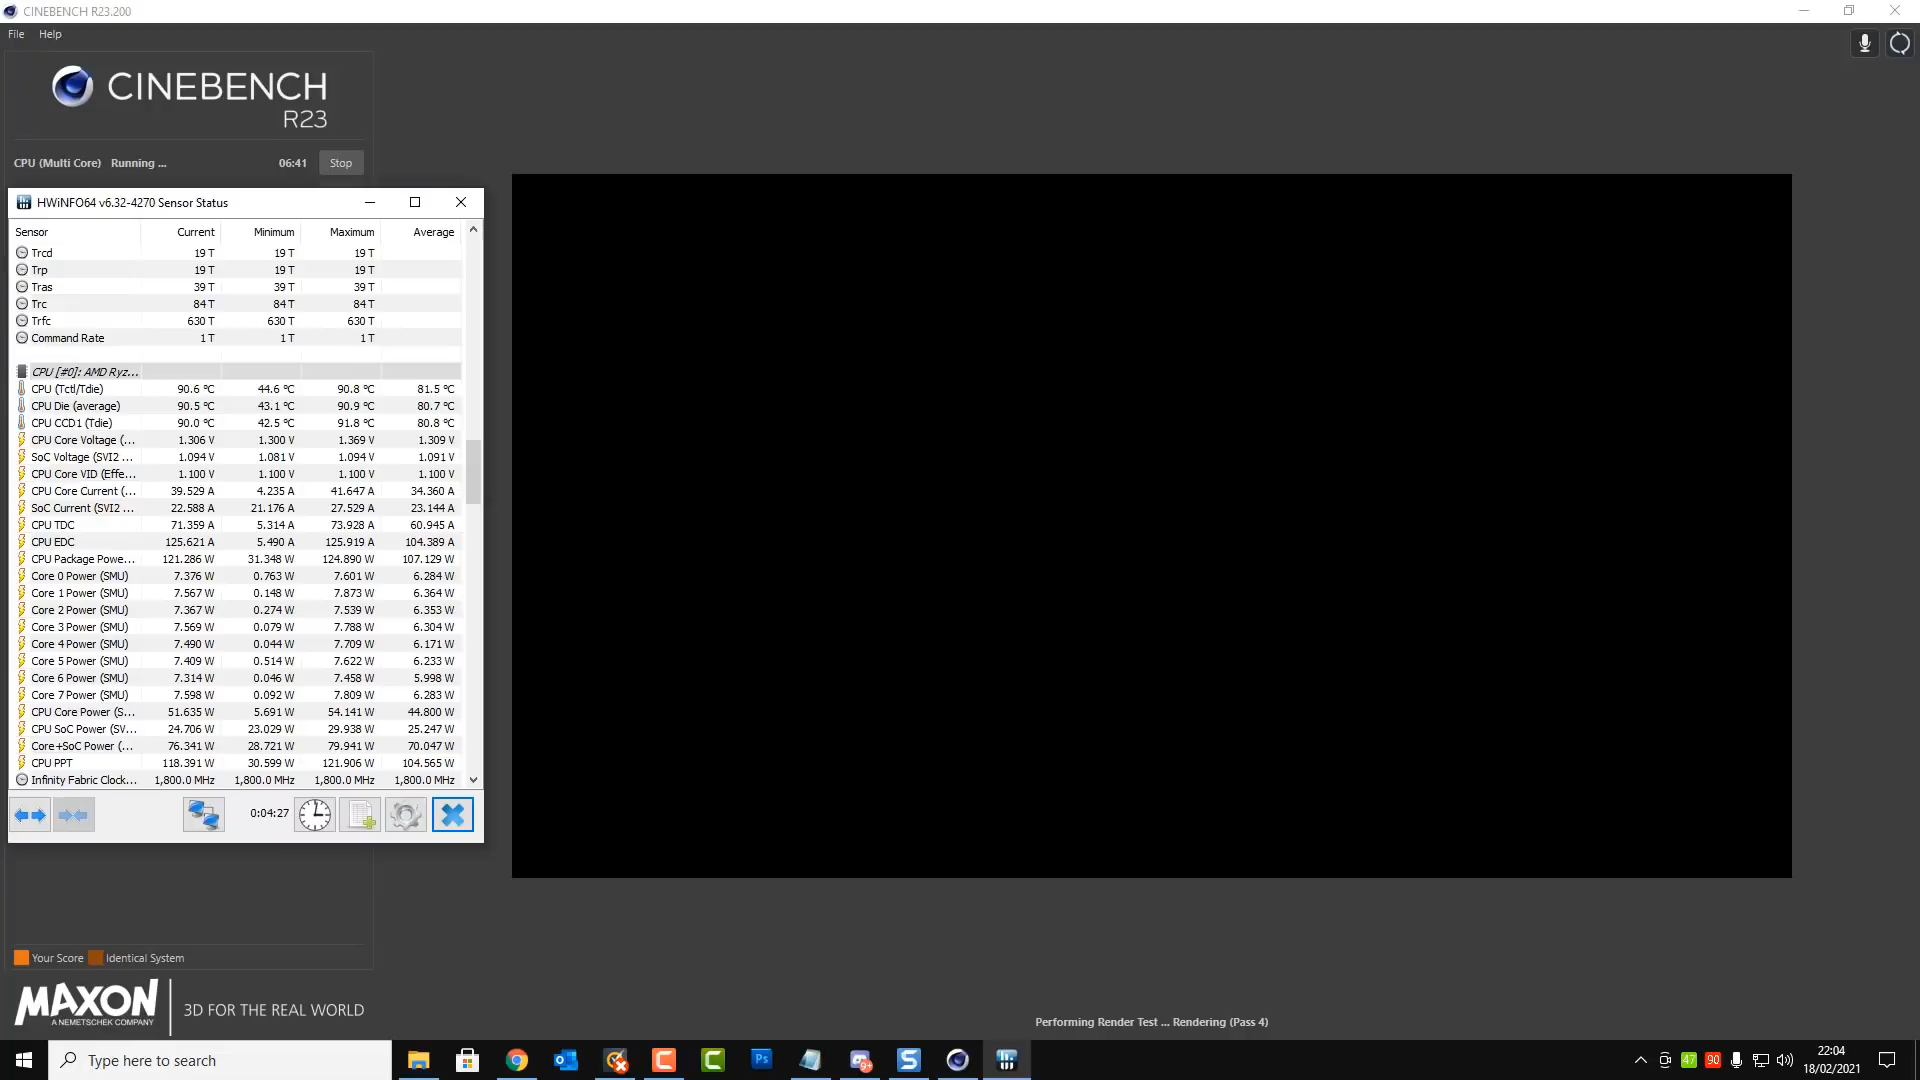 CINEBENCH R23.200
File Help
CINEBENCH
R23
CPU (Multi Core) Running ... 06:41 Stop
HWiNFO64 v6.32-4270 Sensor Status
Sensor Current Minimum Maximum Average
Trcd 19 T 19 T 19 T
Trp 19 T 19 T 19 T
Tras 39 T 39 T 39 T
Trc 84 T 84 T 84 T
Trfc 630 T 630 T 630 T
Command Rate 1 T 1 T 1 T
CPU [#0]: AMD Ryz...
CPU (Tctl/Tdie) 90.6 °C 44.6 °C 90.8 °C 81.5 °C
CPU Die (average) 90.5 °C 43.1 °C 90.9 °C 80.7 °C
CPU CCD1 (Tdie) 90.0 °C 42.5 °C 91.8 °C 80.8 °C
CPU Core Voltage (... 1.306 V 1.300 V 1.369 V 1.309 V
SoC Voltage (SVI2 ... 1.094 V 1.081 V 1.094 V 1.091 V
CPU Core VID (Effe... 1.100 V 1.100 V 1.100 V 1.100 V
CPU Core Current (... 39.529 A 4.235 A 41.647 A 34.360 A
SoC Current (SVI2 ... 22.588 A 21.176 A 27.529 A 23.144 A
CPU TDC 71.359 A 5.314 A 73.928 A 60.945 A
CPU EDC 125.621 A 5.490 A 125.919 A 104.389 A
CPU Package Powe... 121.286 W 31.348 W 124.890 W 107.129 W
Core 0 Power (SMU) 7.376 W 0.763 W 7.601 W 6.284 W
Core 1 Power (SMU) 7.567 W 0.148 W 7.873 W 6.364 W
Core 2 Power (SMU) 7.367 W 0.274 W 7.539 W 6.353 W
Core 3 Power (SMU) 7.569 W 0.079 W 7.788 W 6.304 W
Core 4 Power (SMU) 7.490 W 0.044 W 7.709 W 6.171 W
Core 5 Power (SMU) 7.409 W 0.514 W 7.622 W 6.233 W
Core 6 Power (SMU) 7.314 W 0.046 W 7.458 W 5.998 W
Core 7 Power (SMU) 7.598 W 0.092 W 7.809 W 6.283 W
CPU Core Power (S... 51.635 W 5.691 W 54.141 W 44.800 W
CPU SoC Power (SV... 24.706 W 23.029 W 29.938 W 25.247 W
Core+SoC Power (... 76.341 W 28.721 W 79.941 W 70.047 W
CPU PPT 118.391 W 30.599 W 121.906 W 104.565 W
Infinity Fabric Clock... 1,800.0 MHz 1,800.0 MHz 1,800.0 MHz 1,800.0 MHz
0:04:27
Your Score Identical System
MAXON
A NEMETSCHEK COMPANY
3D FOR THE REAL WORLD
Performing Render Test ... Rendering (Pass 4)
Type here to search
Ps
9+
47 90
22:04
18/02/2021